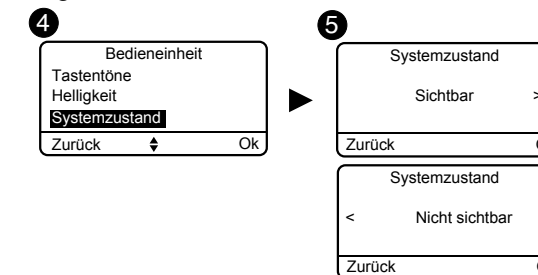 4
Bedieneinheit
Tastentöne
Helligkeit
Systemzustand
Zurück Ok
5
Systemzustand
Sichtbar >
Zurück
Systemzustand
< Nicht sichtbar
Zurück